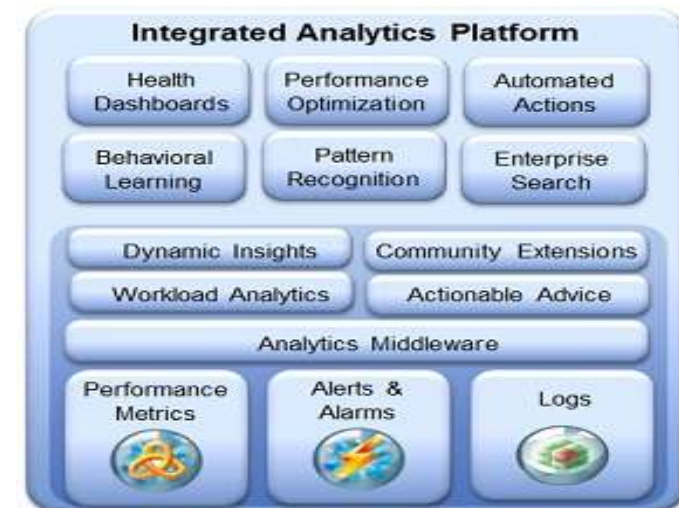 Integrated Analytics Platform
Health
Dashboards
Performance
Optimization
Automated
Actions
Behavioral
Learning
Pattern
Recognition
Enterprise
Search
Dynamic Insights
Community Extensions
Workload Analytics
Actionable Advice
Analytics Middleware
Performance
Metrics
Alerts &
Alarms
Logs